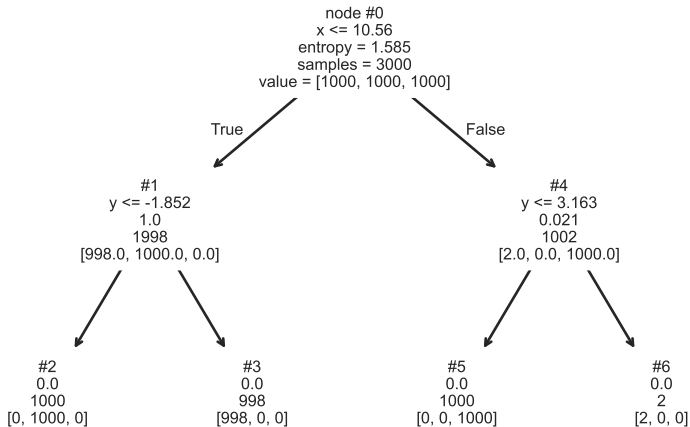 node #0
x <= 10.56
entropy = 1.585
samples = 3000
value = [1000, 1000, 1000]
True
False
#1
y <= -1.852
1.0
1998
[998.0, 1000.0, 0.0]
#4
y <= 3.163
0.021
1002
[2.0, 0.0, 1000.0]
#2
0.0
1000
[0, 1000, 0]
#3
0.0
998
[998, 0, 0]
#5
0.0
1000
[0, 0, 1000]
#6
0.0
2
[2, 0, 0]